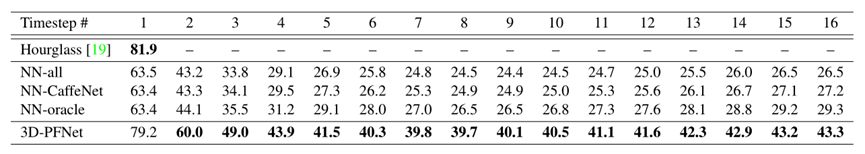 Timestep # 1 2 3 4 5 6 7 8 9 10 11 12 13 14 15 16
Hourglass [19] 81.9 – – – – – – – – – – – – – – –
NN-all 63.5 43.2 33.8 29.1 26.9 25.8 24.8 24.5 24.4 24.5 24.7 25.0 25.5 26.0 26.5 26.5
NN-CaffeNet 63.4 43.3 34.1 29.5 27.3 26.2 25.3 24.9 24.9 25.0 25.3 25.6 26.1 26.7 27.1 27.2
NN-oracle 63.4 44.1 35.5 31.2 29.1 28.0 27.0 26.5 26.5 26.8 27.3 27.6 28.1 28.8 29.2 29.3
3D-PFNet 79.2 60.0 49.0 43.9 41.5 40.3 39.8 39.7 40.1 40.5 41.1 41.6 42.3 42.9 43.2 43.3